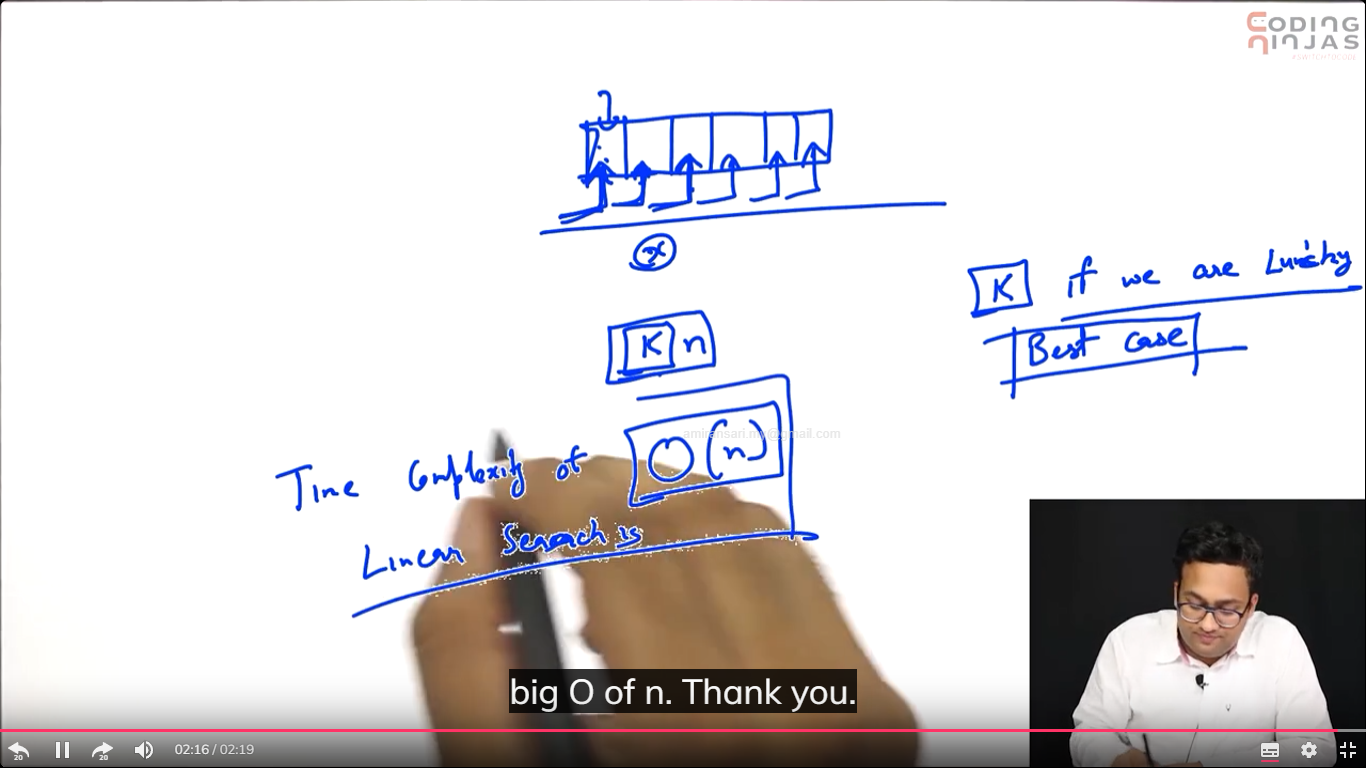 CODING
NINJAS
x
K if we are Lucky
K n
Best case
O(n)
Time Complexity of
Linear Search is
big O of n. Thank you.
20
20
02:16 / 02:19